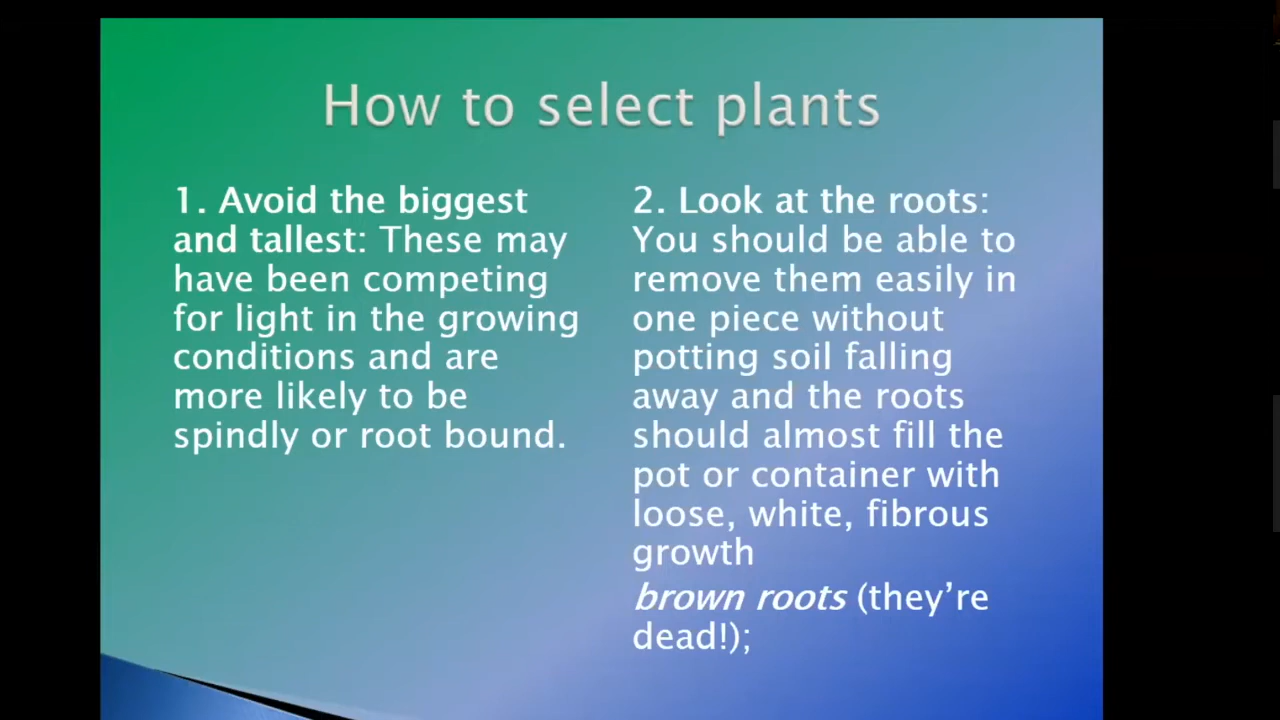 How to select plants
1. Avoid the biggest
and tallest: These may
have been competing
for light in the growing
conditions and are
more likely to be
spindly or root bound.
2. Look at the roots:
You should be able to
remove them easily in
one piece without
potting soil falling
away and the roots
should almost fill the
pot or container with
loose, white, fibrous
growth
brown roots (they’re
dead!);